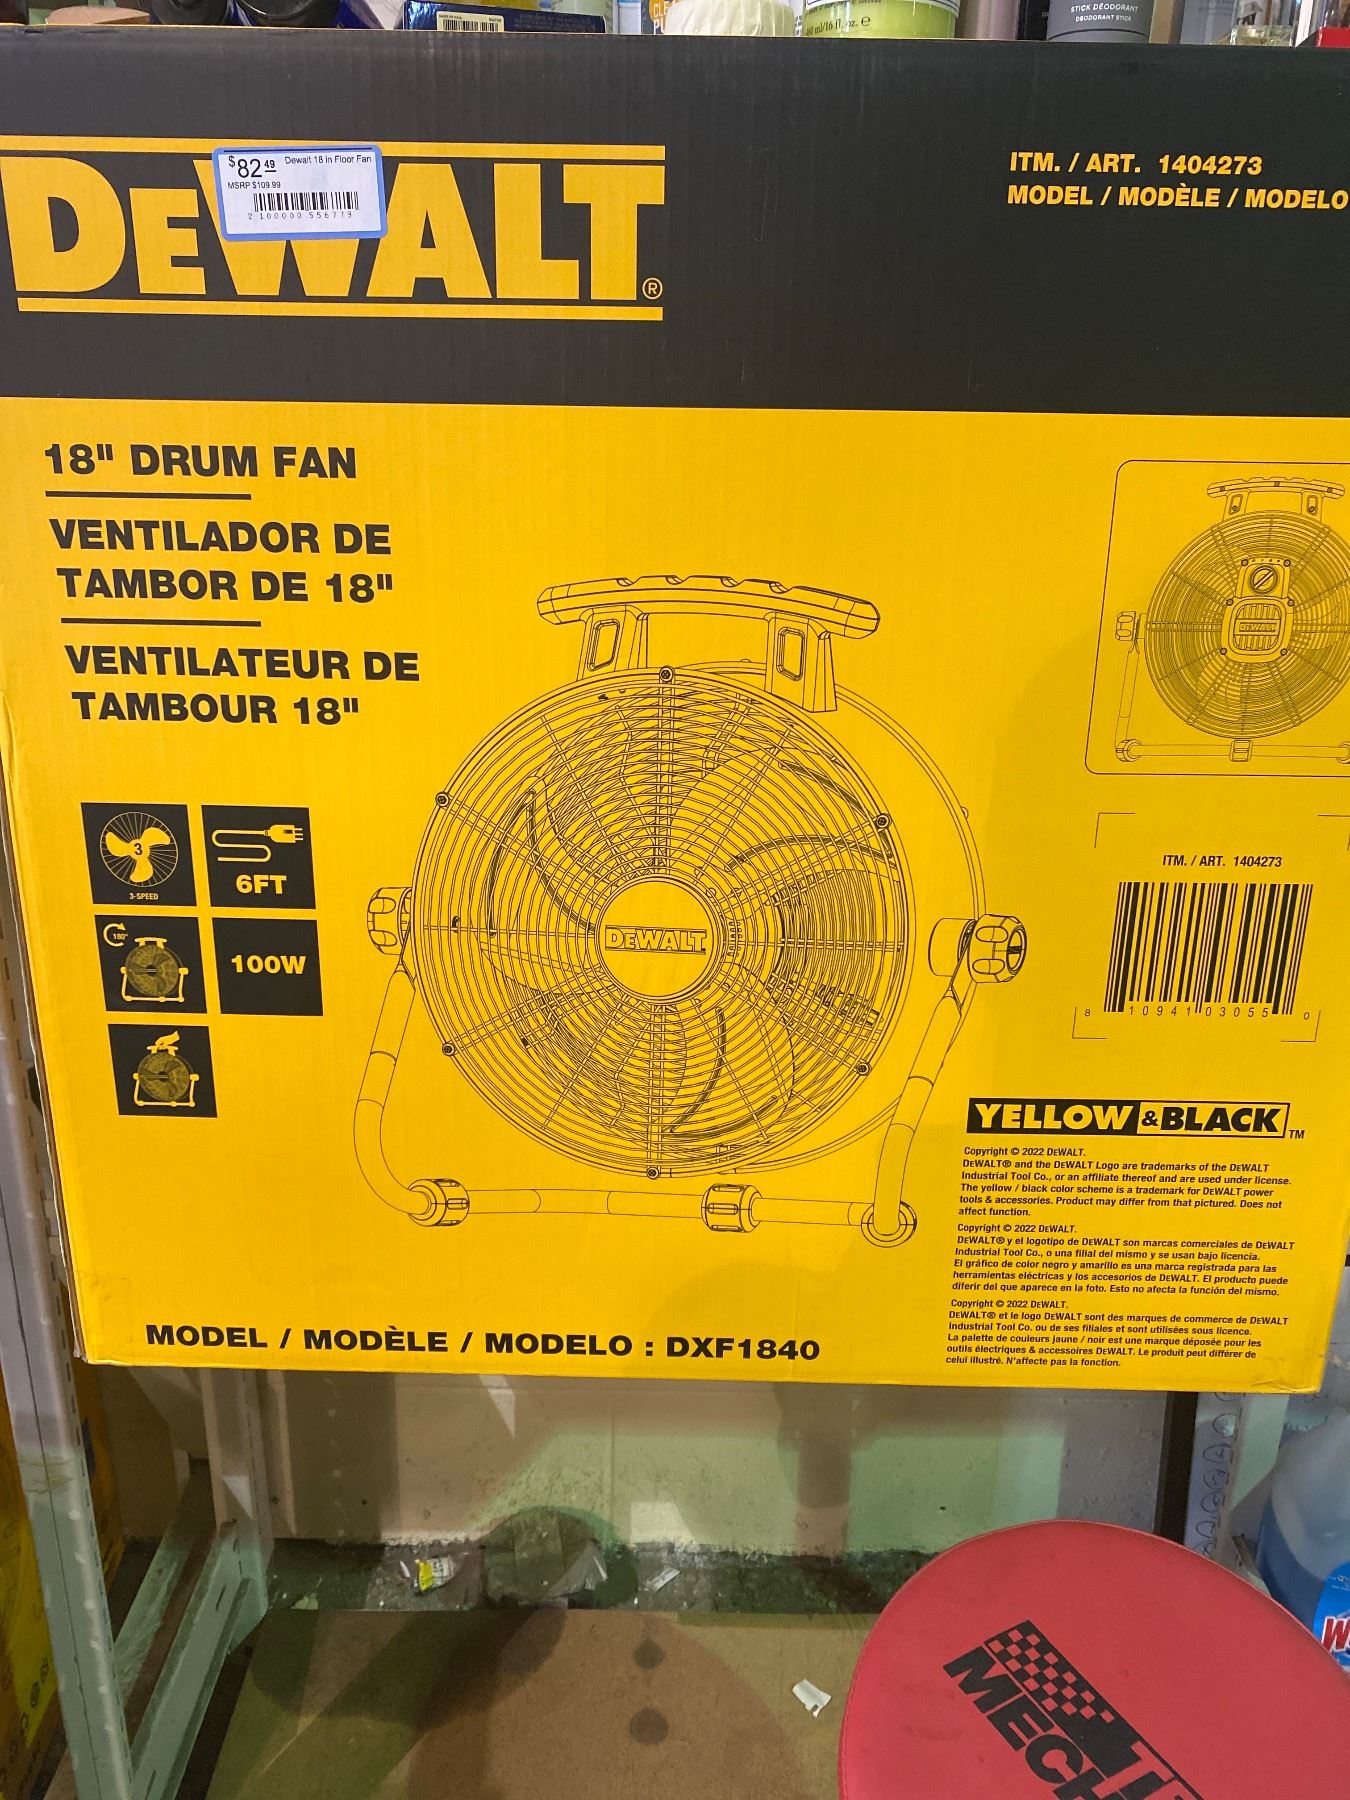 STICK DÉODORANT
DEODORANT STICK
DEWALT®
$82 49 Dewalt 18 in Floor Fan
MSRP $109.99
2 100000 556779
ITM. / ART. 1404273
MODEL / MODÈLE / MODELO
18" DRUM FAN
VENTILADOR DE
TAMBOR DE 18"
VENTILATEUR DE
TAMBOUR 18"
3
3-SPEED
6FT
180°
100W
DEWALT
DEWALT
ITM. / ART. 1404273
8 10941 03055 0
YELLOW & BLACK TM
Copyright © 2022 DEWALT.
DEWALT® and the DEWALT Logo are trademarks of the DEWALT
Industrial Tool Co., or an affiliate thereof and are used under license.
The yellow / black color scheme is a trademark for DEWALT power
tools & accessories. Product may differ from that pictured. Does not
affect function.
Copyright © 2022 DEWALT.
DEWALT® y el logotipo de DEWALT son marcas comerciales de DEWALT
Industrial Tool Co., o una filial del mismo y se usan bajo licencia.
El gráfico de color negro y amarillo es una marca registrada para las
herramientas eléctricas y los accesorios de DEWALT. El producto puede
diferir del que aparece en la foto. Esto no afecta la función del mismo.
Copyright © 2022 DEWALT.
DEWALT® et le logo DEWALT sont des marques de commerce de DEWALT
Industrial Tool Co. ou de ses filiales et sont utilisées sous licence.
La palette de couleurs jaune / noir est une marque déposée pour les
outils électriques & accessoires DEWALT. Le produit peut différer de
celui illustré. N'affecte pas la fonction.
MODEL / MODÈLE / MODELO : DXF1840